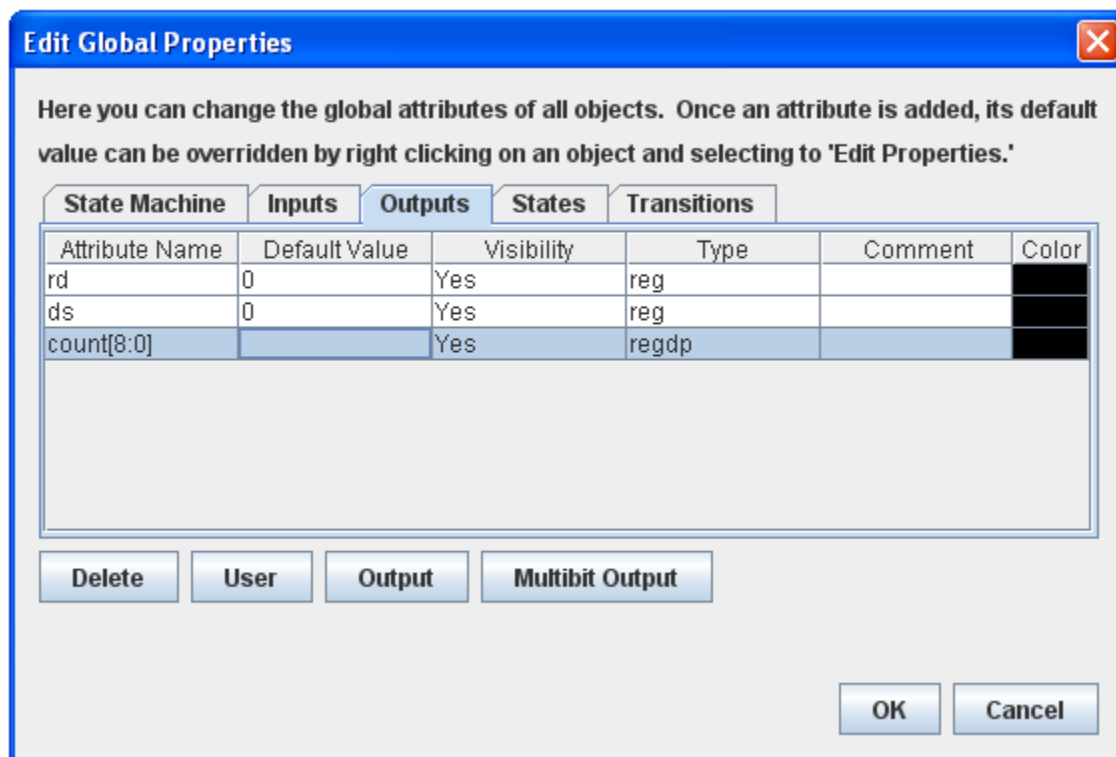 Edit Global Properties
Here you can change the global attributes of all objects.  Once an attribute is added, its default
value can be overridden by right clicking on an object and selecting to 'Edit Properties.'
State Machine Inputs Outputs States Transitions
Attribute Name Default Value Visibility Type Comment Color
rd 0 Yes reg
ds 0 Yes reg
count[8:0] Yes regdp
Delete User Output Multibit Output
OK Cancel